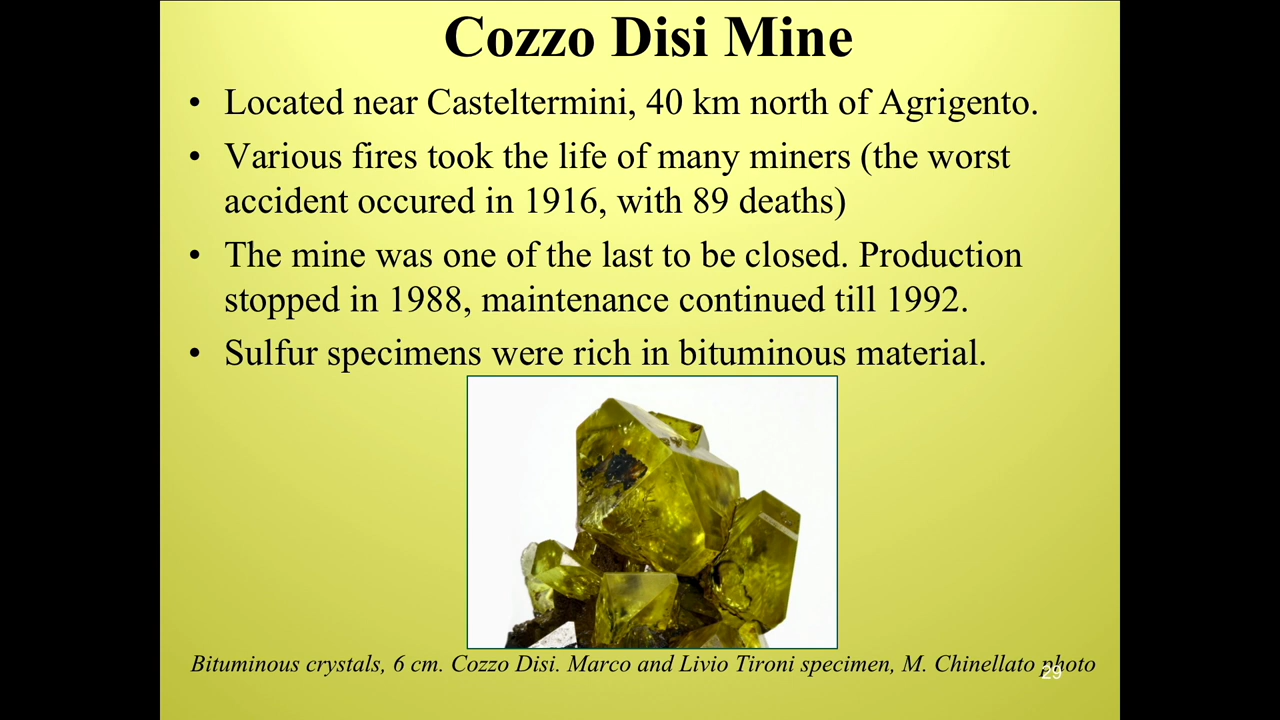 Cozzo Disi Mine
• Located near Casteltermini, 40 km north of Agrigento.
• Various fires took the life of many miners (the worst
accident occured in 1916, with 89 deaths)
• The mine was one of the last to be closed. Production
stopped in 1988, maintenance continued till 1992.
• Sulfur specimens were rich in bituminous material.
Bituminous crystals, 6 cm. Cozzo Disi. Marco and Livio Tironi specimen, M. Chinellato photo
29